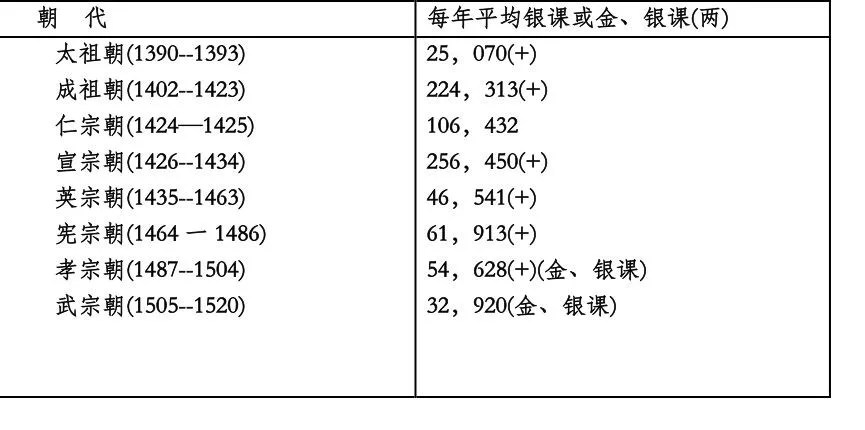 朝 代 每年平均银课或金、银课(两)
太祖朝(1390--1393) 25，070(+)
成祖朝(1402--1423) 224，313(+)
仁宗朝(1424—1425) 106，432
宣宗朝(1426--1434) 256，450(+)
英宗朝(1435--1463) 46，541(+)
宪宗朝(1464 一 1486) 61，913(+)
孝宗朝(1487--1504) 54，628(+)(金、银课)
武宗朝(1505--1520) 32，920(金、银课)